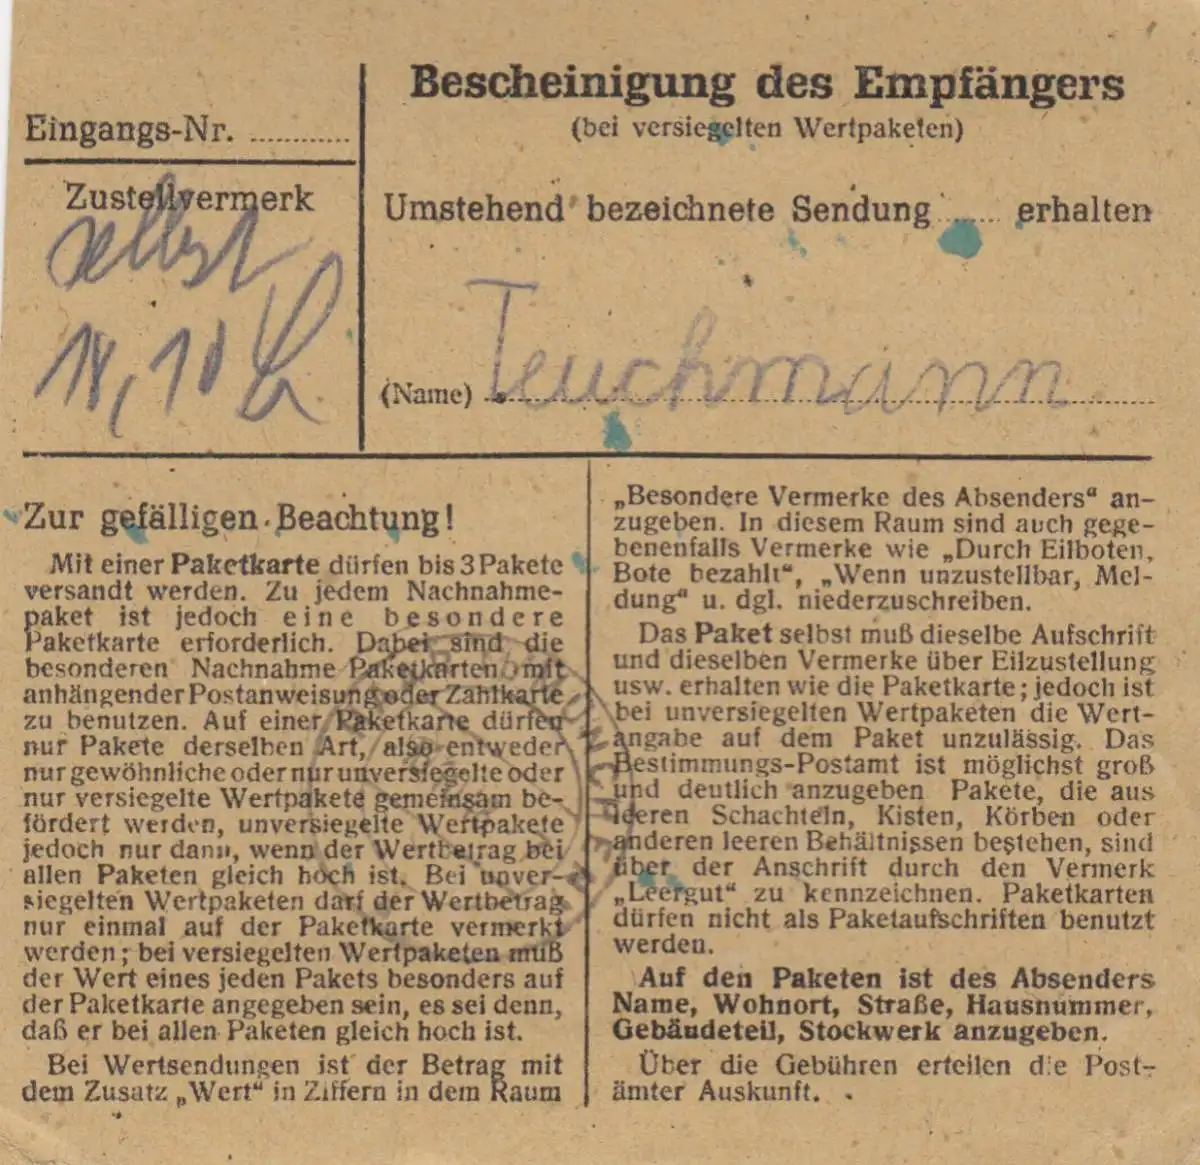 Eingangs-Nr. ............
Zustellvermerk
selbst
18,10
Bescheinigung des Empfängers
(bei versiegelten Wertpaketen)
Umstehend bezeichnete Sendung ...... erhalten
(Name) Teuchmann
Zur gefälligen Beachtung!
Mit einer Paketkarte dürfen bis 3 Pakete
versandt werden. Zu jedem Nachnahme-
paket ist jedoch eine besondere
Paketkarte erforderlich. Dabei sind die
besonderen Nachnahme Paketkarten mit
anhängender Postanweisung oder Zahlkarte
zu benutzen. Auf einer Paketkarte dürfen
nur Pakete derselben Art, also entweder
nur gewöhnliche oder nur unversiegelte oder
nur versiegelte Wertpakete gemeinsam be-
fördert werden, unversiegelte Wertpakete
jedoch nur dann, wenn der Wertbetrag bei
allen Paketen gleich hoch ist. Bei unver-
siegelten Wertpaketen darf der Wertbetrag
nur einmal auf der Paketkarte vermerkt
werden; bei versiegelten Wertpaketen muß
der Wert eines jeden Pakets besonders auf
der Paketkarte angegeben sein, es sei denn,
daß er bei allen Paketen gleich hoch ist.
Bei Wertsendungen ist der Betrag mit
dem Zusatz „Wert“ in Ziffern in dem Raum
„Besondere Vermerke des Absenders“ an-
zugeben. In diesem Raum sind auch gege-
benenfalls Vermerke wie „Durch Eilboten,
Bote bezahlt“, „Wenn unzustellbar, Mel-
dung“ u. dgl. niederzuschreiben.
Das Paket selbst muß dieselbe Aufschrift
und dieselben Vermerke über Eilzustellung
usw. erhalten wie die Paketkarte; jedoch ist
bei unversiegelten Wertpaketen die Wert-
angabe auf dem Paket unzulässig. Das
Bestimmungs-Postamt ist möglichst groß
und deutlich anzugeben Pakete, die aus
leeren Schachteln, Kisten, Körben oder
anderen leeren Behältnissen bestehen, sind
über der Anschrift durch den Vermerk
„Leergut“ zu kennzeichnen. Paketkarten
dürfen nicht als Paketaufschriften benutzt
werden.
Auf den Paketen ist des Absenders
Name, Wohnort, Straße, Hausnummer,
Gebäudeteil, Stockwerk anzugeben.
Über die Gebühren erteilen die Post-
ämter Auskunft.